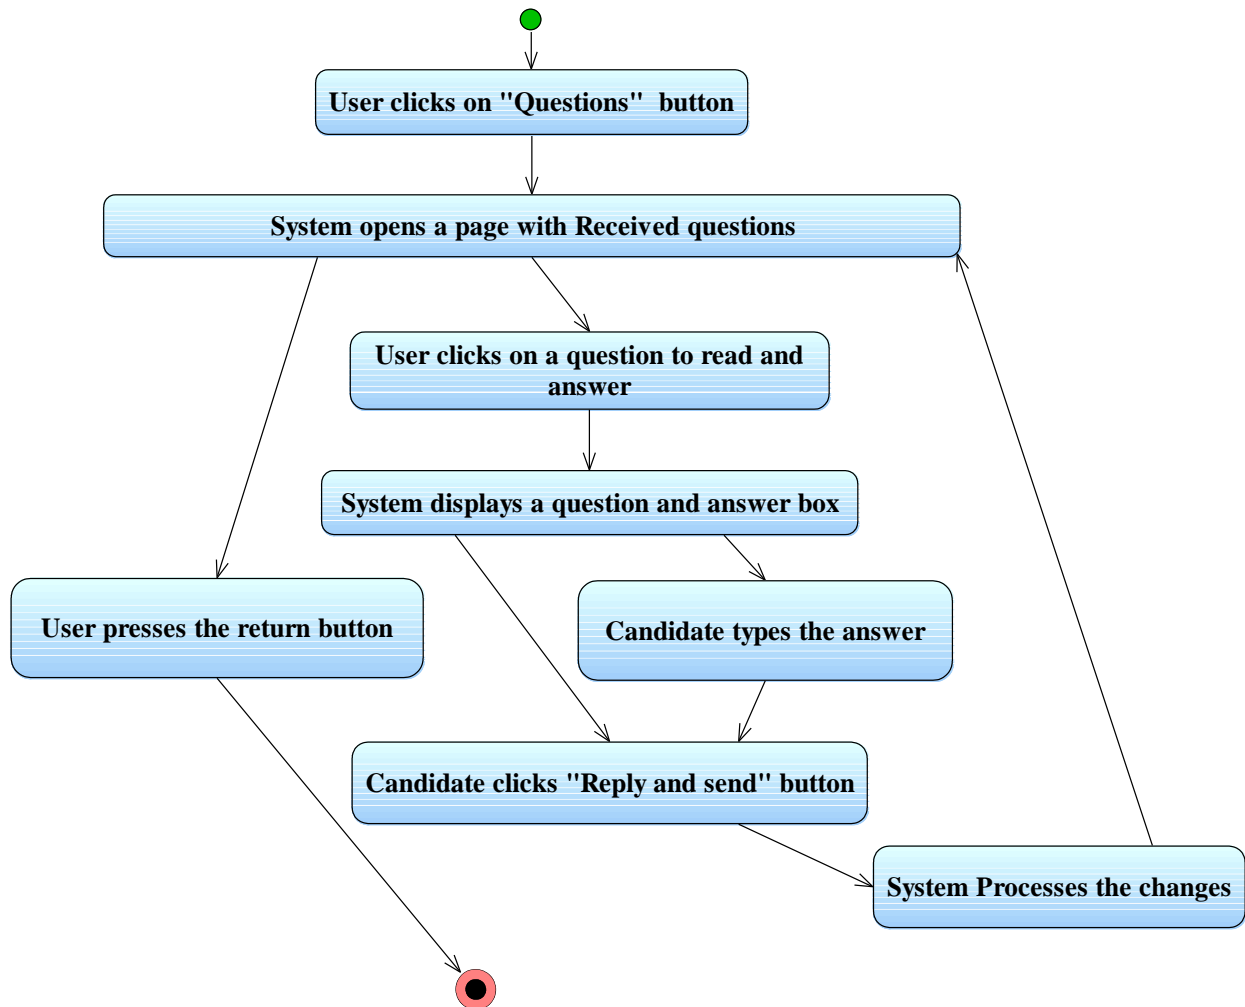 User clicks on "Questions"  button
System opens a page with Received questions
User clicks on a question to read and
answer
System displays a question and answer box
User presses the return button
Candidate types the answer
Candidate clicks "Reply and send" button
System Processes the changes